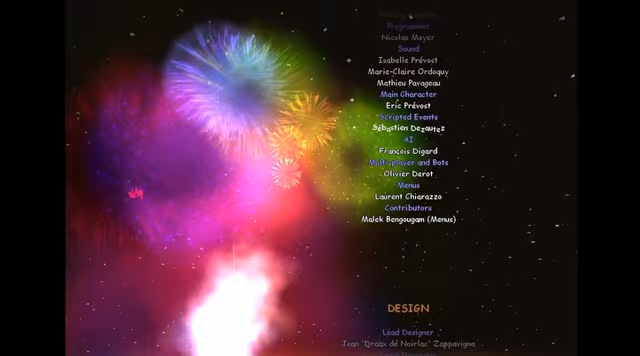 Programmer
Nicolas Meyer
Sound
Isabelle Prévost
Marie-Claire Ordoquy
Mathieu Pavageau
Main Character
Eric Prévost
Scripted Events
Sébastien Dezautez
AI
François Digard
Multi-player and Bots
Olivier Derot
Menus
Laurent Chiarazzo
Contributors
Malek Bengougam (Menus)
DESIGN
Lead Designer
Jean 'Qraax de Noirlac' Zappavigna